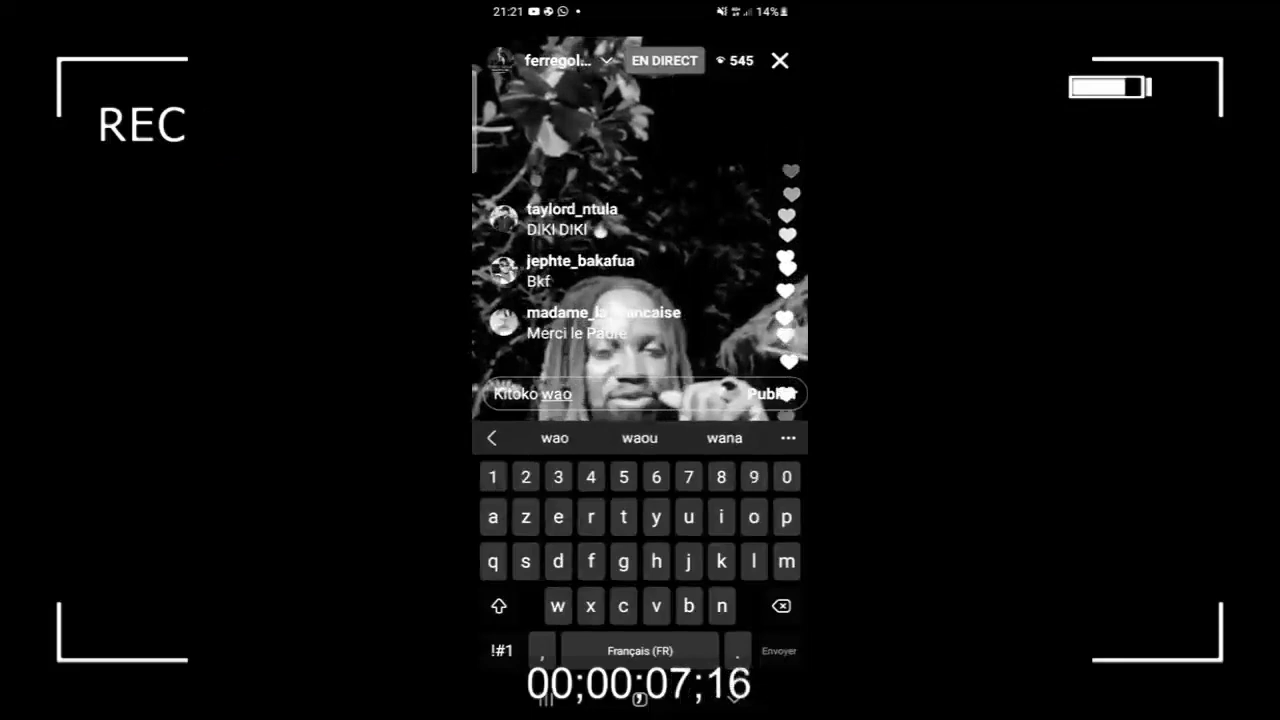 21:21
14%
ferregol... EN DIRECT 545
REC
taylord_ntula
DIKI DIKI
jephte_bakafua
Bkf
Merci le
Kitoko wao
wao waou wana
1 2 3 4 5 6 7 8 9 0
a z e r t y u i o p
q s d f g h j k l m
w x c v b n
!#1 , Français (FR) . Envoyer
00;00;07;16